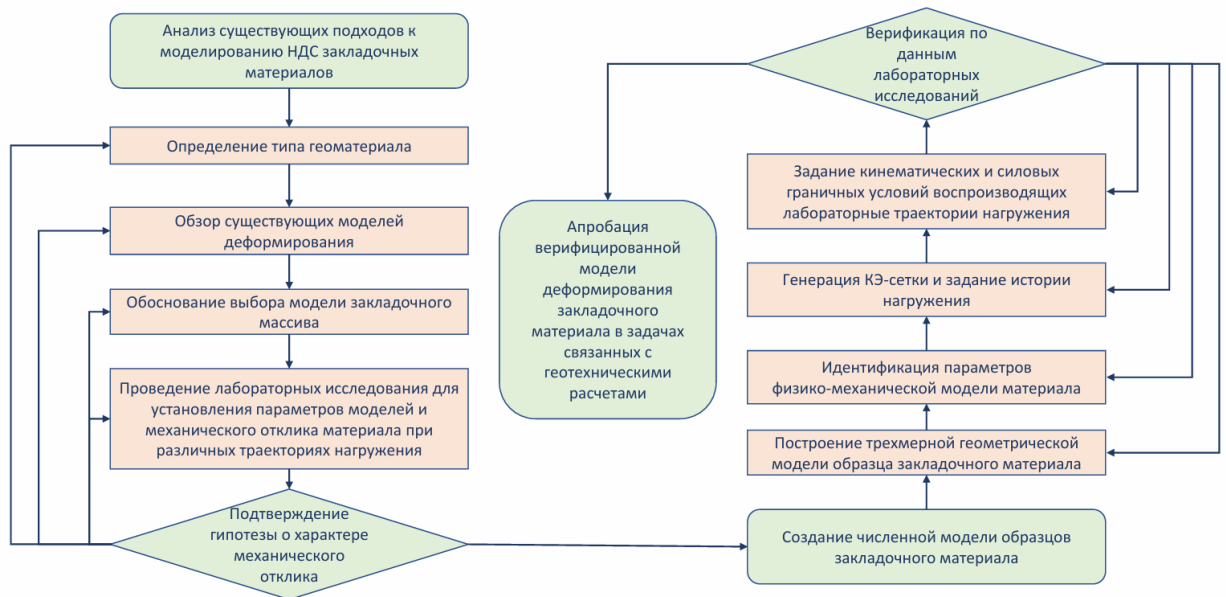 Анализ существующих подходов к
моделированию НДС закладочных
материалов
Определение типа геоматериала
Обзор существующих моделей
деформирования
Обоснование выбора модели закладочного
массива
Проведение лабораторных исследования для
установления параметров моделей и
механического отклика материала при
различных траекториях нагружения
Подтверждение
гипотезы о характере
механического
отклика
Создание численной модели образцов
закладочного материала
Построение трехмерной геометрической
модели образца закладочного материала
Идентификация параметров
физико-механической модели материала
Генерация КЭ-сетки и задание истории
нагружения
Задание кинематических и силовых
граничных условий воспроизводящих
лабораторные траектории нагружения
Верификация по
данным
лабораторных
исследований
Апробация
верифицированной
модели
деформирования
закладочного
материала в задачах
связанных с
геотехническими
расчетами